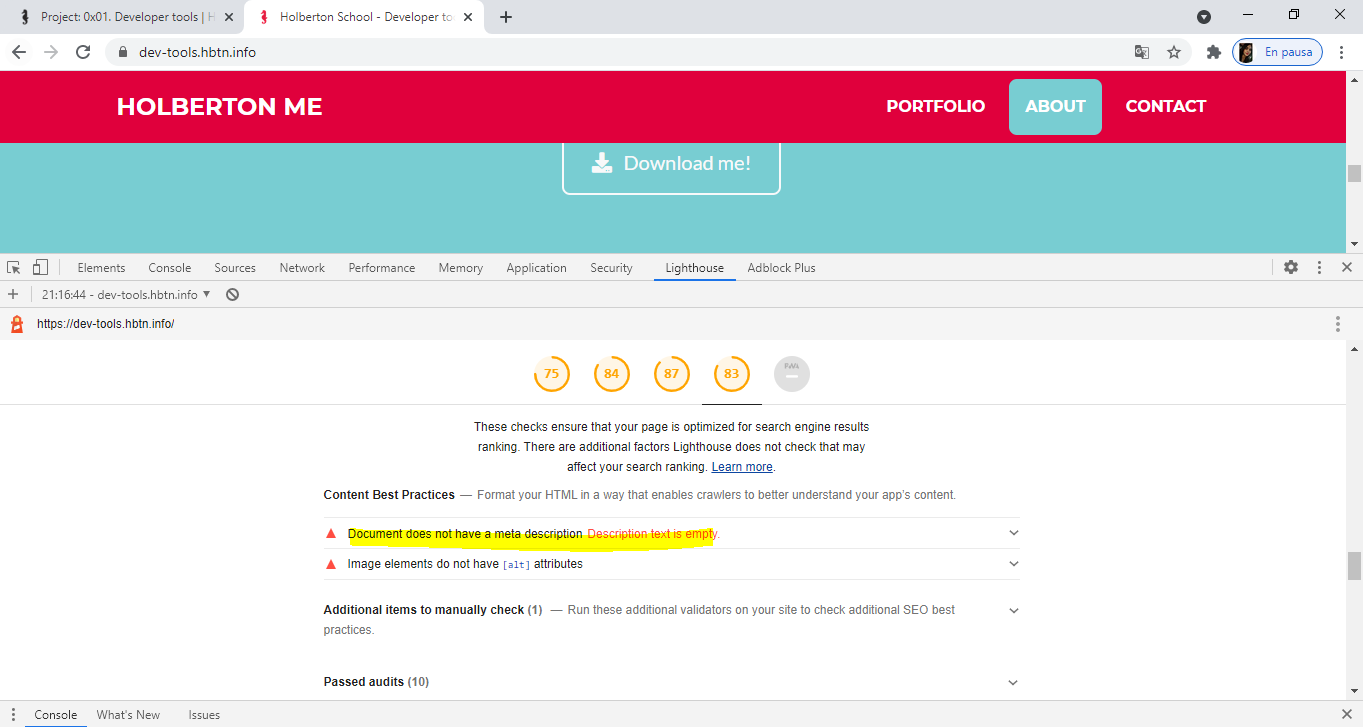 Project: 0x01. Developer tools | H
Holberton School - Developer to
dev-tools.hbtn.info
En pausa
HOLBERTON ME
PORTFOLIO ABOUT CONTACT
Download me!
Elements Console Sources Network Performance Memory Application Security Lighthouse Adblock Plus
21:16:44 - dev-tools.hbtn.info
https://dev-tools.hbtn.info/
75 84 87 83 PWA
These checks ensure that your page is optimized for search engine results
ranking. There are additional factors Lighthouse does not check that may
affect your search ranking. Learn more.
Content Best Practices — Format your HTML in a way that enables crawlers to better understand your app's content.
Document does not have a meta description Description text is empty.
Image elements do not have [alt] attributes
Additional items to manually check (1) — Run these additional validators on your site to check additional SEO best
practices.
Passed audits (10)
Console What's New Issues